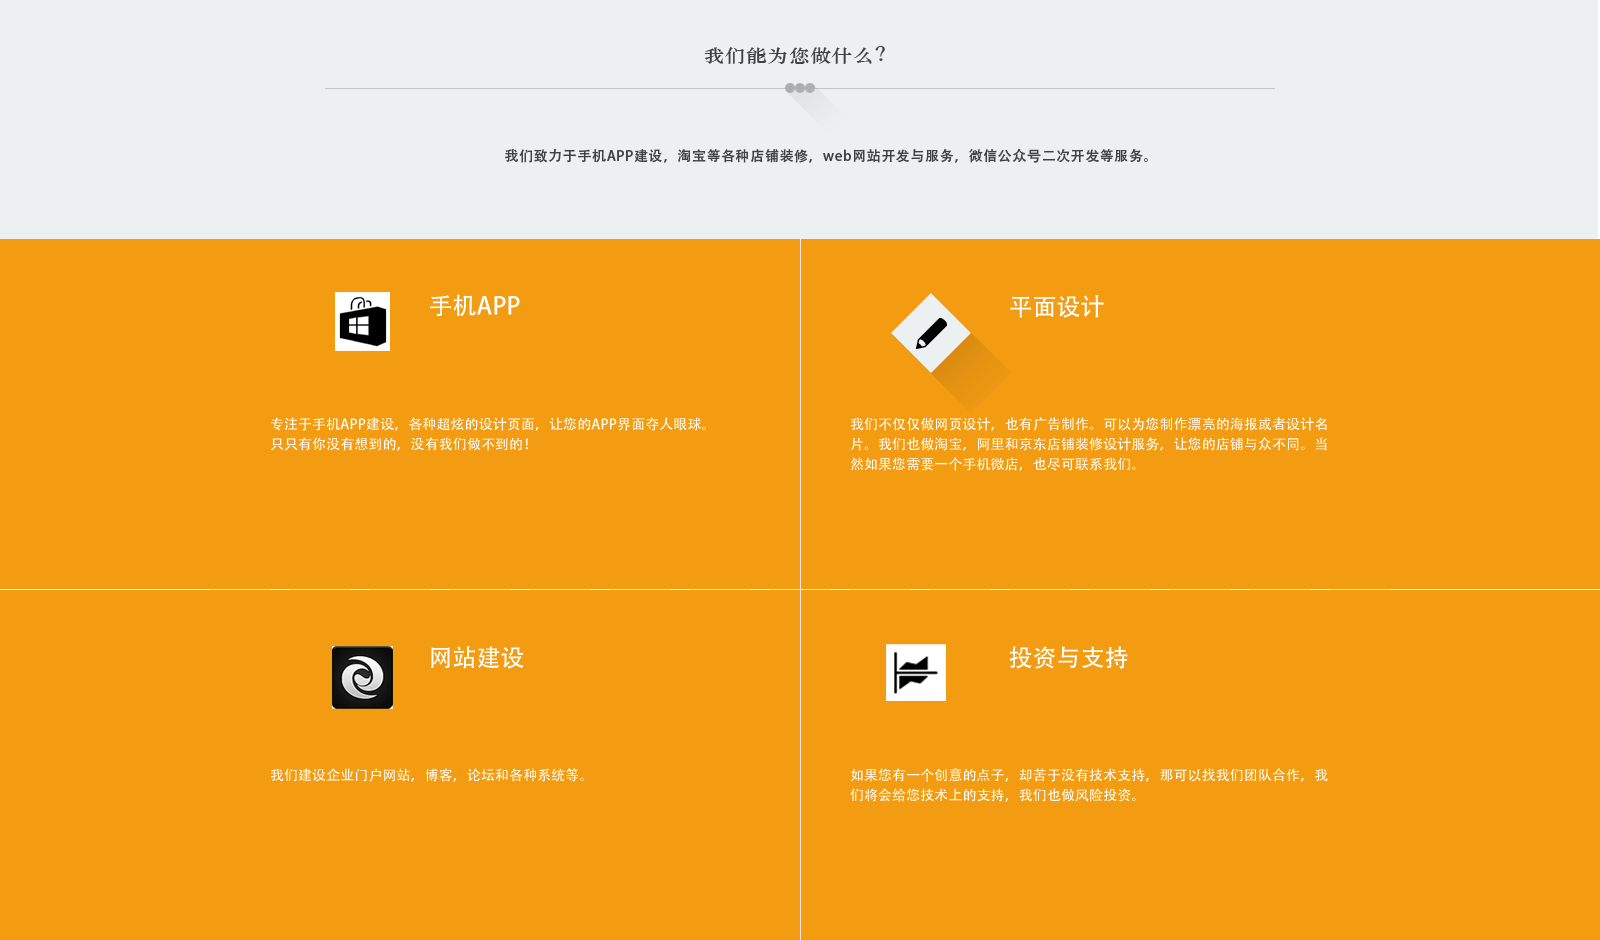 我们能为您做什么？
我们致力于手机APP建设，淘宝等各种店铺装修，web网站开发与服务，微信公众号二次开发等服务。
手机APP
专注于手机APP建设，各种超炫的设计页面，让您的APP界面夺人眼球。
只只有你没有想到的，没有我们做不到的！
平面设计
我们不仅仅做网页设计，也有广告制作。可以为您制作漂亮的海报或者设计名
片。我们也做淘宝，阿里和京东店铺装修设计服务，让您的店铺与众不同。当
然如果您需要一个手机微店，也尽可联系我们。
网站建设
我们建设企业门户网站，博客，论坛和各种系统等。
投资与支持
如果您有一个创意的点子，却苦于没有技术支持，那可以找我们团队合作，我
们将会给您技术上的支持，我们也做风险投资。